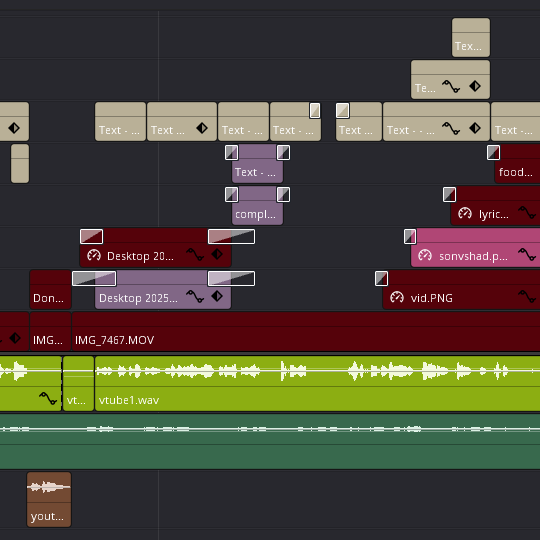 Tex...
Te...
Text - ...
Text ...
Text - ...
Text - ...
Text ...
Text - - ...
Text -...
Text - ...
food...
compl...
lyric...
Desktop 20...
sonvshad.p...
Don...
Desktop 2025...
vid.PNG
IMG...
IMG_7467.MOV
vt...
vtube1.wav
yout...